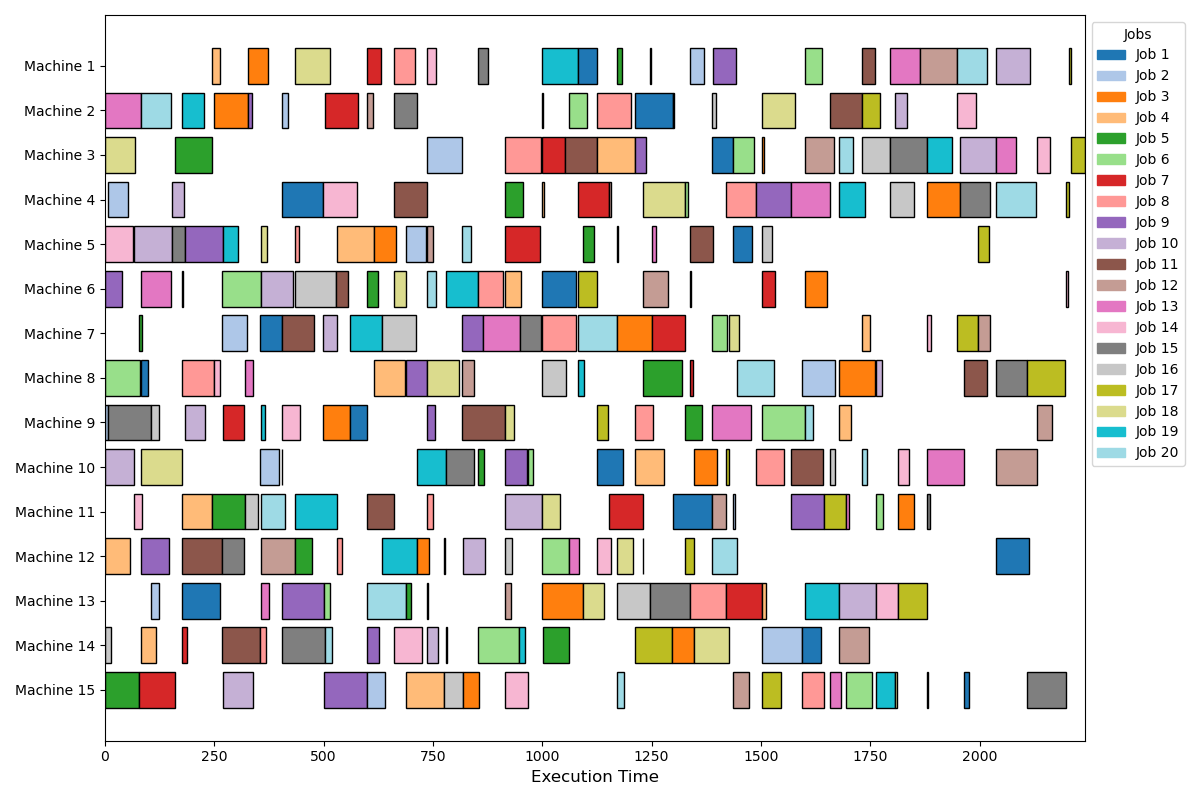 Machine 1
Machine 2
Machine 3
Machine 4
Machine 5
Machine 6
Machine 7
Machine 8
Machine 9
Machine 10
Machine 11
Machine 12
Machine 13
Machine 14
Machine 15
0 250 500 750 1000 1250 1500 1750 2000
Execution Time
Jobs
Job 1
Job 2
Job 3
Job 4
Job 5
Job 6
Job 7
Job 8
Job 9
Job 10
Job 11
Job 12
Job 13
Job 14
Job 15
Job 16
Job 17
Job 18
Job 19
Job 20